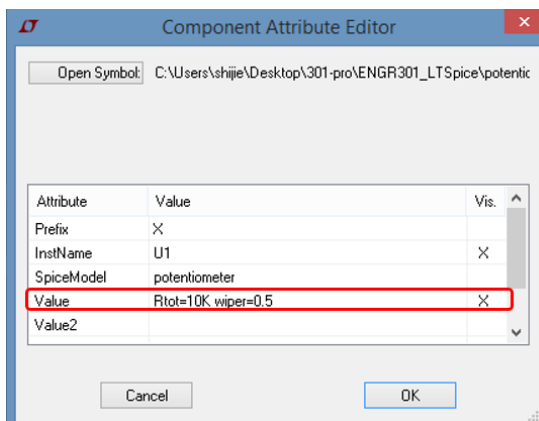 Component Attribute Editor
Open Symbol: C:\Users\shijie\Desktop\301-pro\ENGR301_LTSpice\potentic
Attribute Value Vis.
Prefix X
InstName U1 X
SpiceModel potentiometer
Value Rtot=10K wiper=0.5 X
Value2
Cancel OK